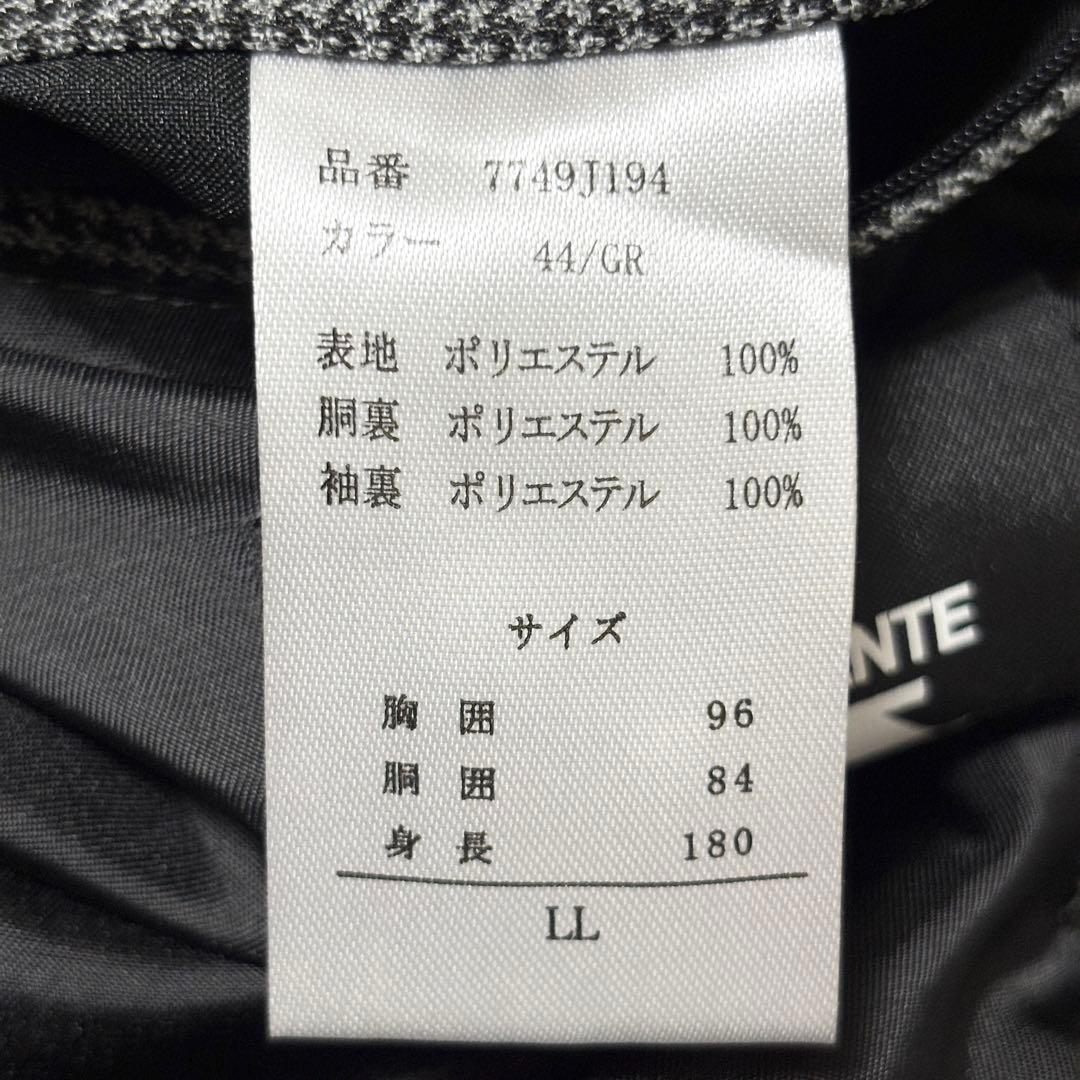 品番 7749J194
カラー 44/GR
表地 ポリエステル 100%
胴裏 ポリエステル 100%
袖裏 ポリエステル 100%
サイズ
胸囲 96
胴囲 84
身長 180
LL